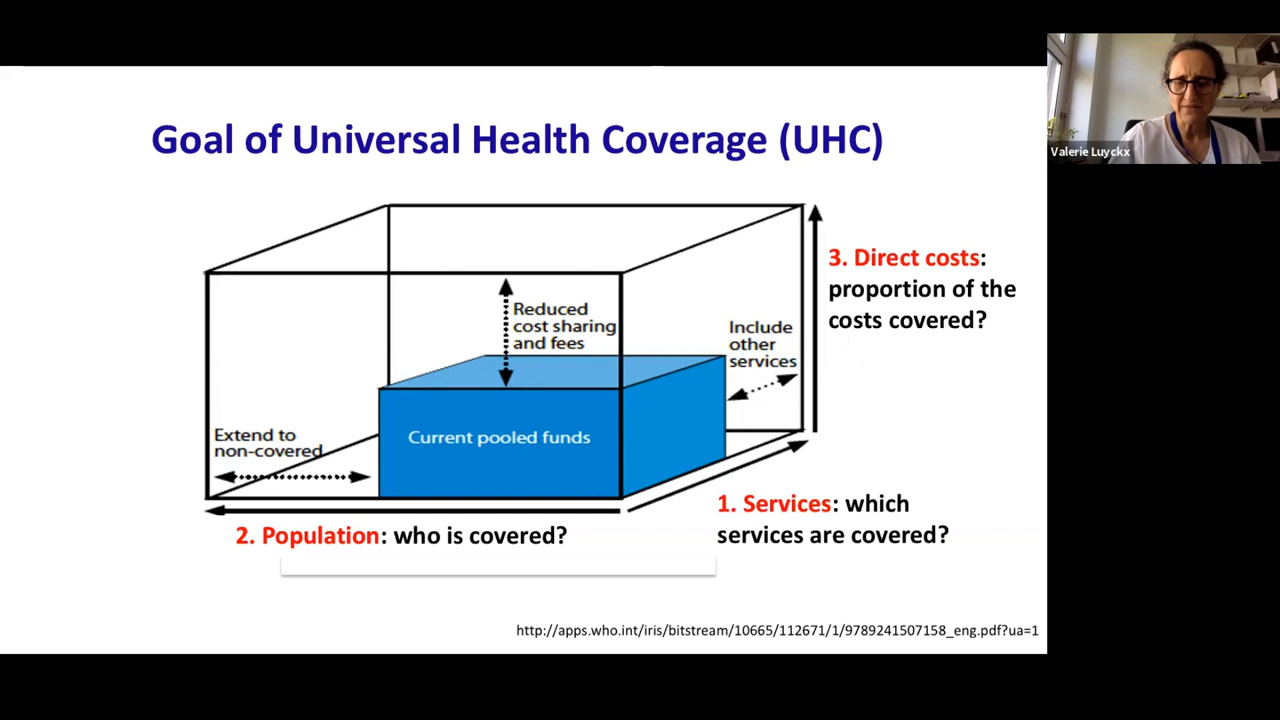 Goal of Universal Health Coverage (UHC)
Valerie Luyckx
3. Direct costs:
proportion of the
costs covered?
Reduced
cost sharing
and fees
Include
other
services
Extend to
non-covered
Current pooled funds
1. Services: which
services are covered?
2. Population: who is covered?
http://apps.who.int/iris/bitstream/10665/112671/1/9789241507158_eng.pdf?ua=1